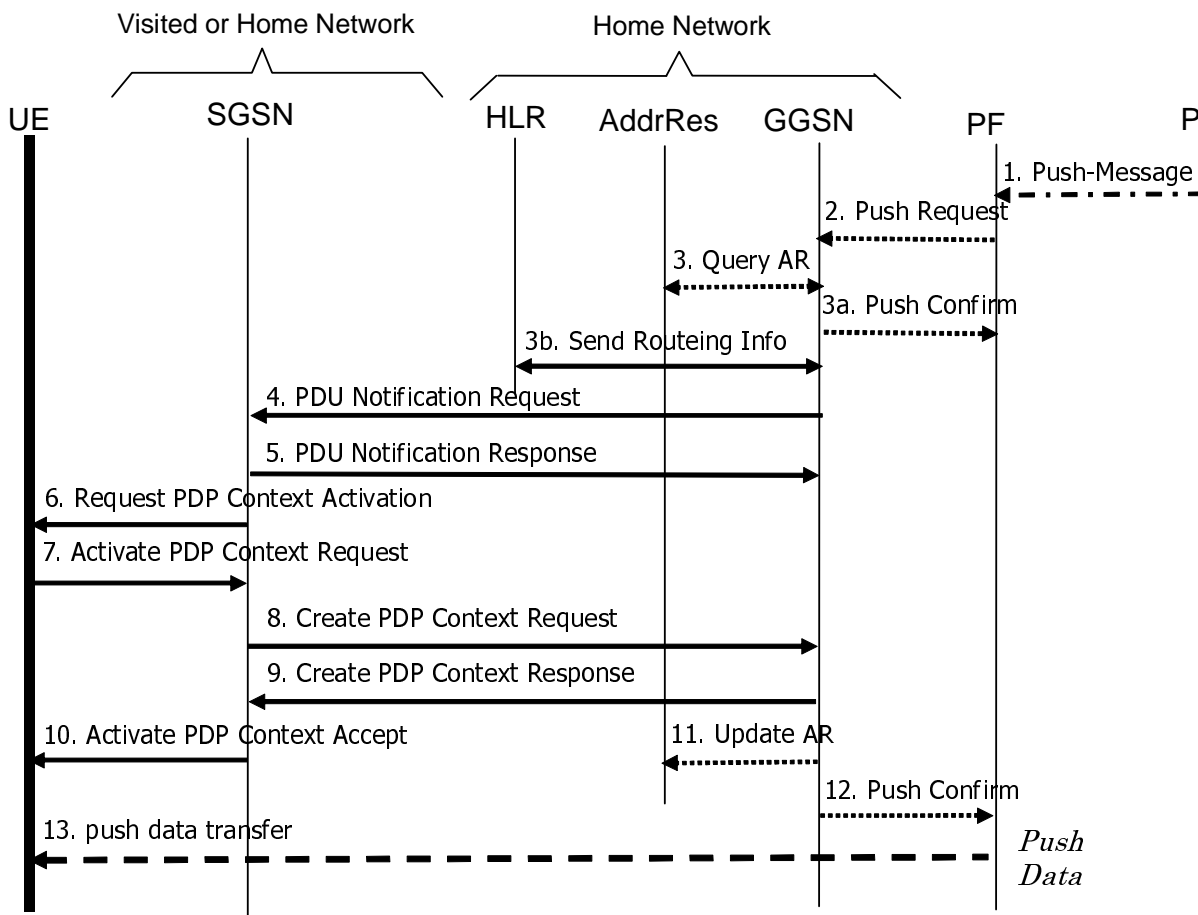 Visited or Home Network
Home Network
UE
SGSN
HLR
AddrRes
GGSN
PF
P
1. Push-Message
2. Push Request
3. Query AR
3a. Push Confirm
3b. Send Routeing Info
4. PDU Notification Request
5. PDU Notification Response
6. Request PDP Context Activation
7. Activate PDP Context Request
8. Create PDP Context Request
9. Create PDP Context Response
10. Activate PDP Context Accept
11. Update AR
12. Push Confirm
13. push data transfer
Push
Data